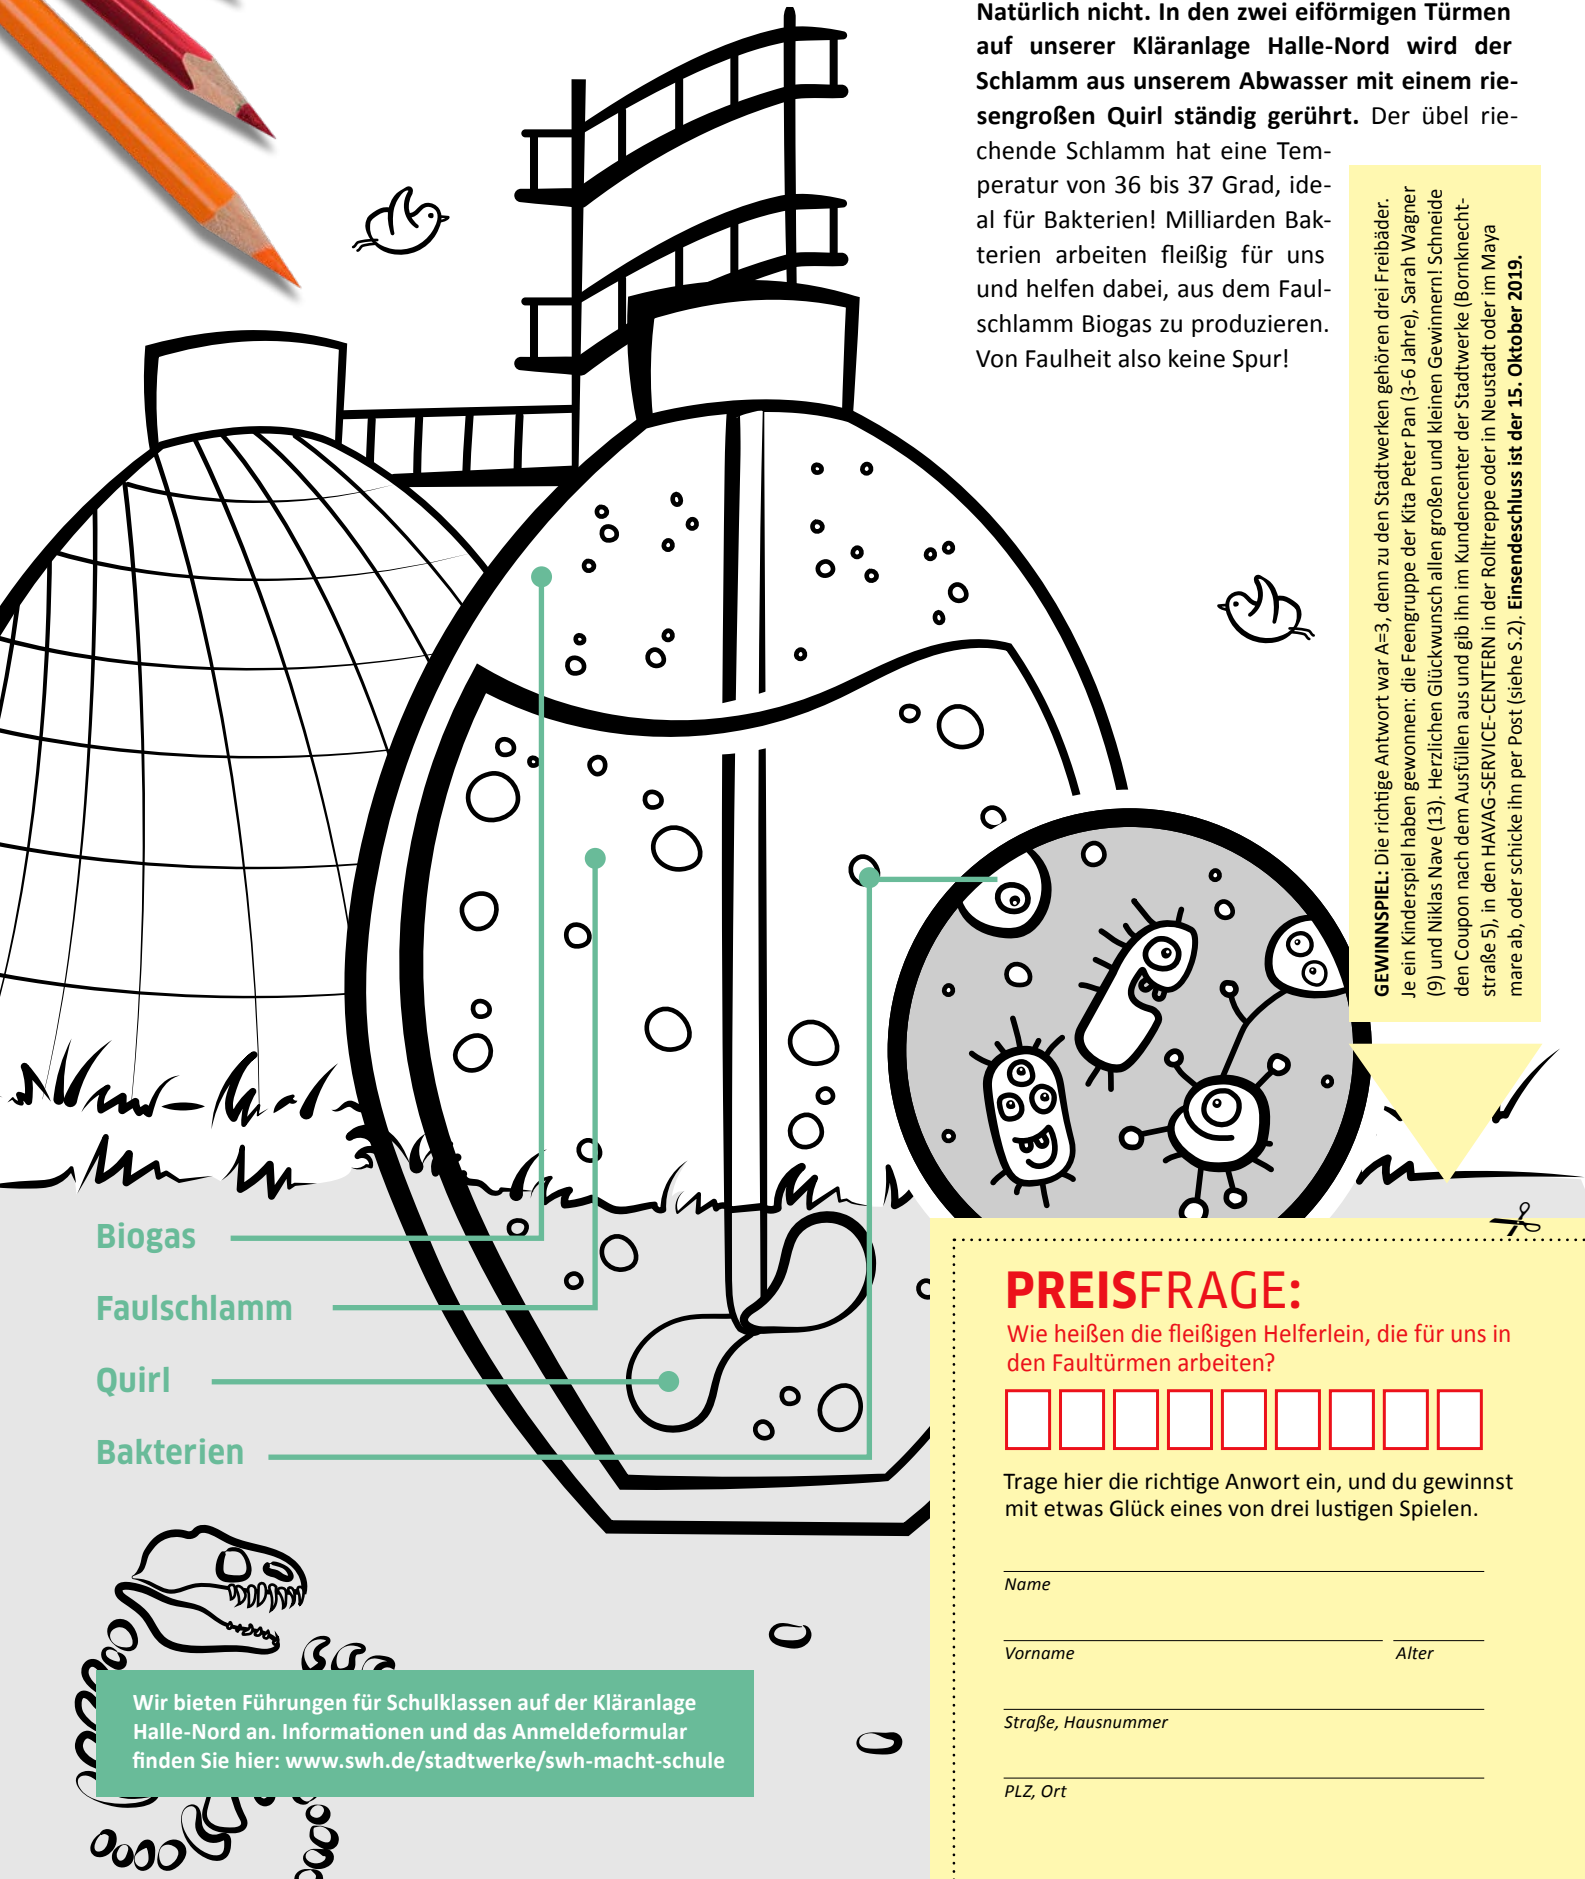 Natürlich nicht. In den zwei eiförmigen Türmen
auf unserer Kläranlage Halle-Nord wird der
Schlamm aus unserem Abwasser mit einem rie-
sengroßen Quirl ständig gerührt. Der übel rie-
chende Schlamm hat eine Tem-
peratur von 36 bis 37 Grad, ide-
al für Bakterien! Milliarden Bak-
terien arbeiten fleißig für uns
und helfen dabei, aus dem Faul-
schlamm Biogas zu produzieren.
Von Faulheit also keine Spur!
GEWINNSPIEL: Die richtige Antwort war A=3, denn zu den Stadtwerken gehören drei Freibäder.
Je ein Kinderspiel haben gewonnen: die Feengruppe der Kita Peter Pan (3-6 Jahre), Sarah Wagner
(9) und Niklas Nave (13). Herzlichen Glückwunsch allen großen und kleinen Gewinnern! Schneide
den Coupon nach dem Ausfüllen aus und gib ihn im Kundencenter der Stadtwerke (Bornknecht-
straße 5), in den HAVAG-SERVICE-CENTERN in der Rolltreppe oder in Neustadt oder im Maya
mare ab, oder schicke ihn per Post (siehe S.2). Einsendeschluss ist der 15. Oktober 2019.
Biogas
Faulschlamm
Quirl
Bakterien
PREISFRAGE:
Wie heißen die fleißigen Helferlein, die für uns in
den Faultürmen arbeiten?
Trage hier die richtige Anwort ein, und du gewinnst
mit etwas Glück eines von drei lustigen Spielen.
Name
Vorname Alter
Straße, Hausnummer
PLZ, Ort
Wir bieten Führungen für Schulklassen auf der Kläranlage
Halle-Nord an. Informationen und das Anmeldeformular
finden Sie hier: www.swh.de/stadtwerke/swh-macht-schule